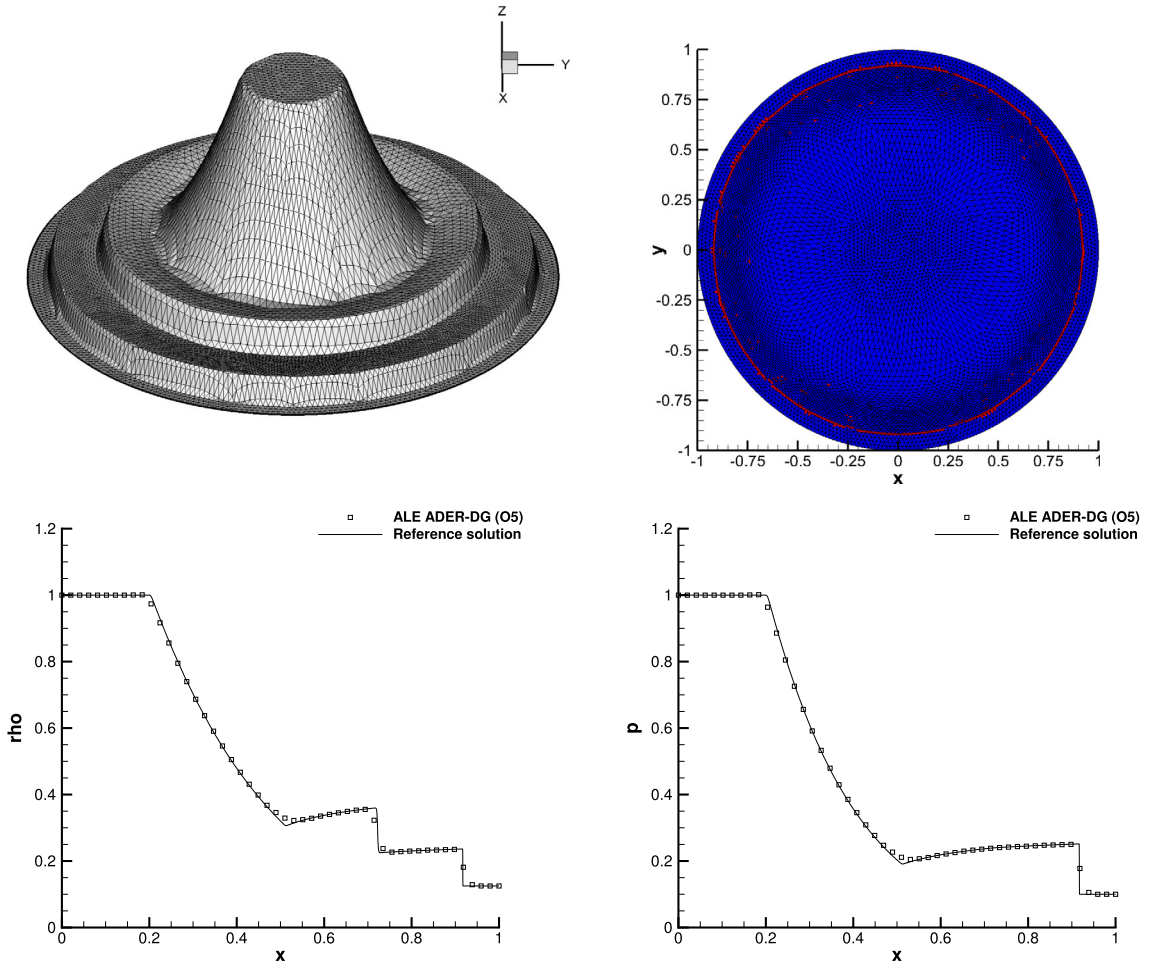 Z
Y
X
1
0.75
0.5
0.25
0
-0.25
-0.5
-0.75
-1
y
-1 -0.75 -0.5 -0.25 0 0.25 0.5 0.75 1
x
ALE ADER-DG (O5)
Reference solution
1.2
1
0.8
0.6
0.4
0.2
0
rho
0 0.2 0.4 0.6 0.8 1
x
ALE ADER-DG (O5)
Reference solution
1.2
1
0.8
0.6
0.4
0.2
0
p
0 0.2 0.4 0.6 0.8 1
x